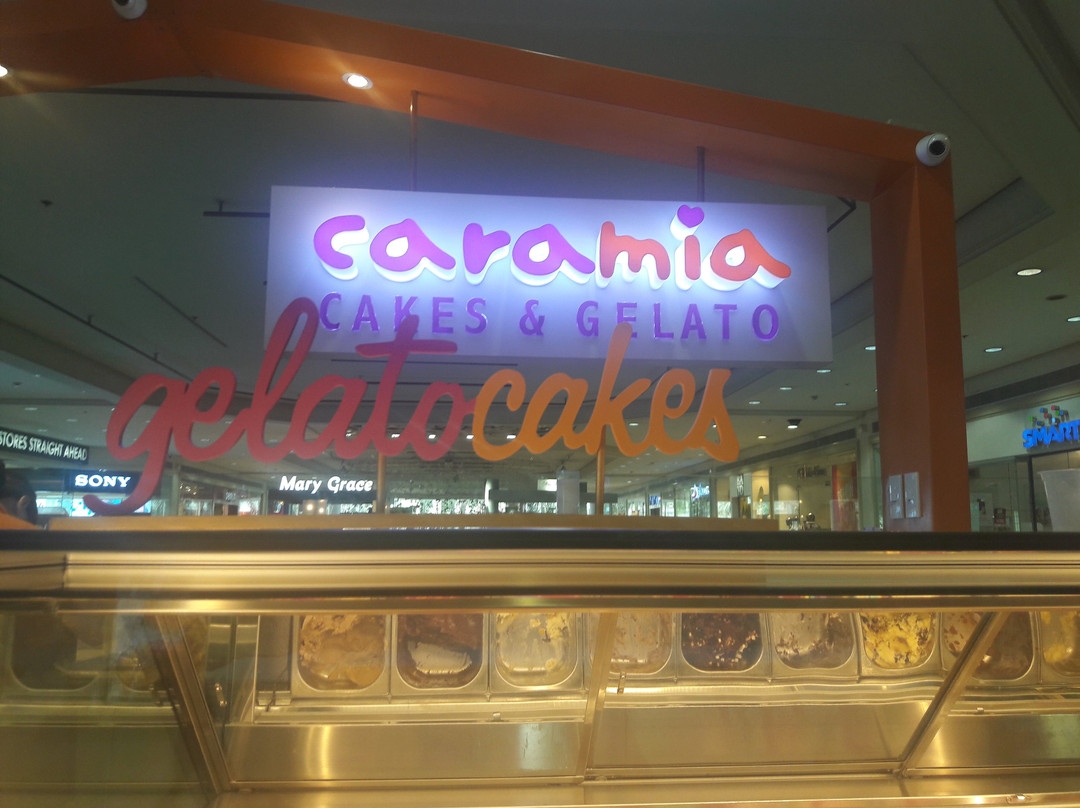 caramia
CAKES & GELATO
gelatocakes
STORES STRAIGHT AHEAD
SONY
Mary Grace
SMART